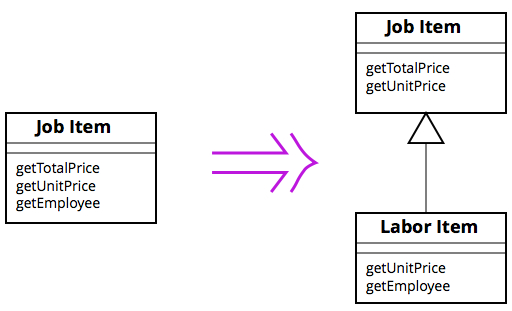 Job Item
getTotalPrice
getUnitPrice
getEmployee
Job Item
getTotalPrice
getUnitPrice
Labor Item
getUnitPrice
getEmployee